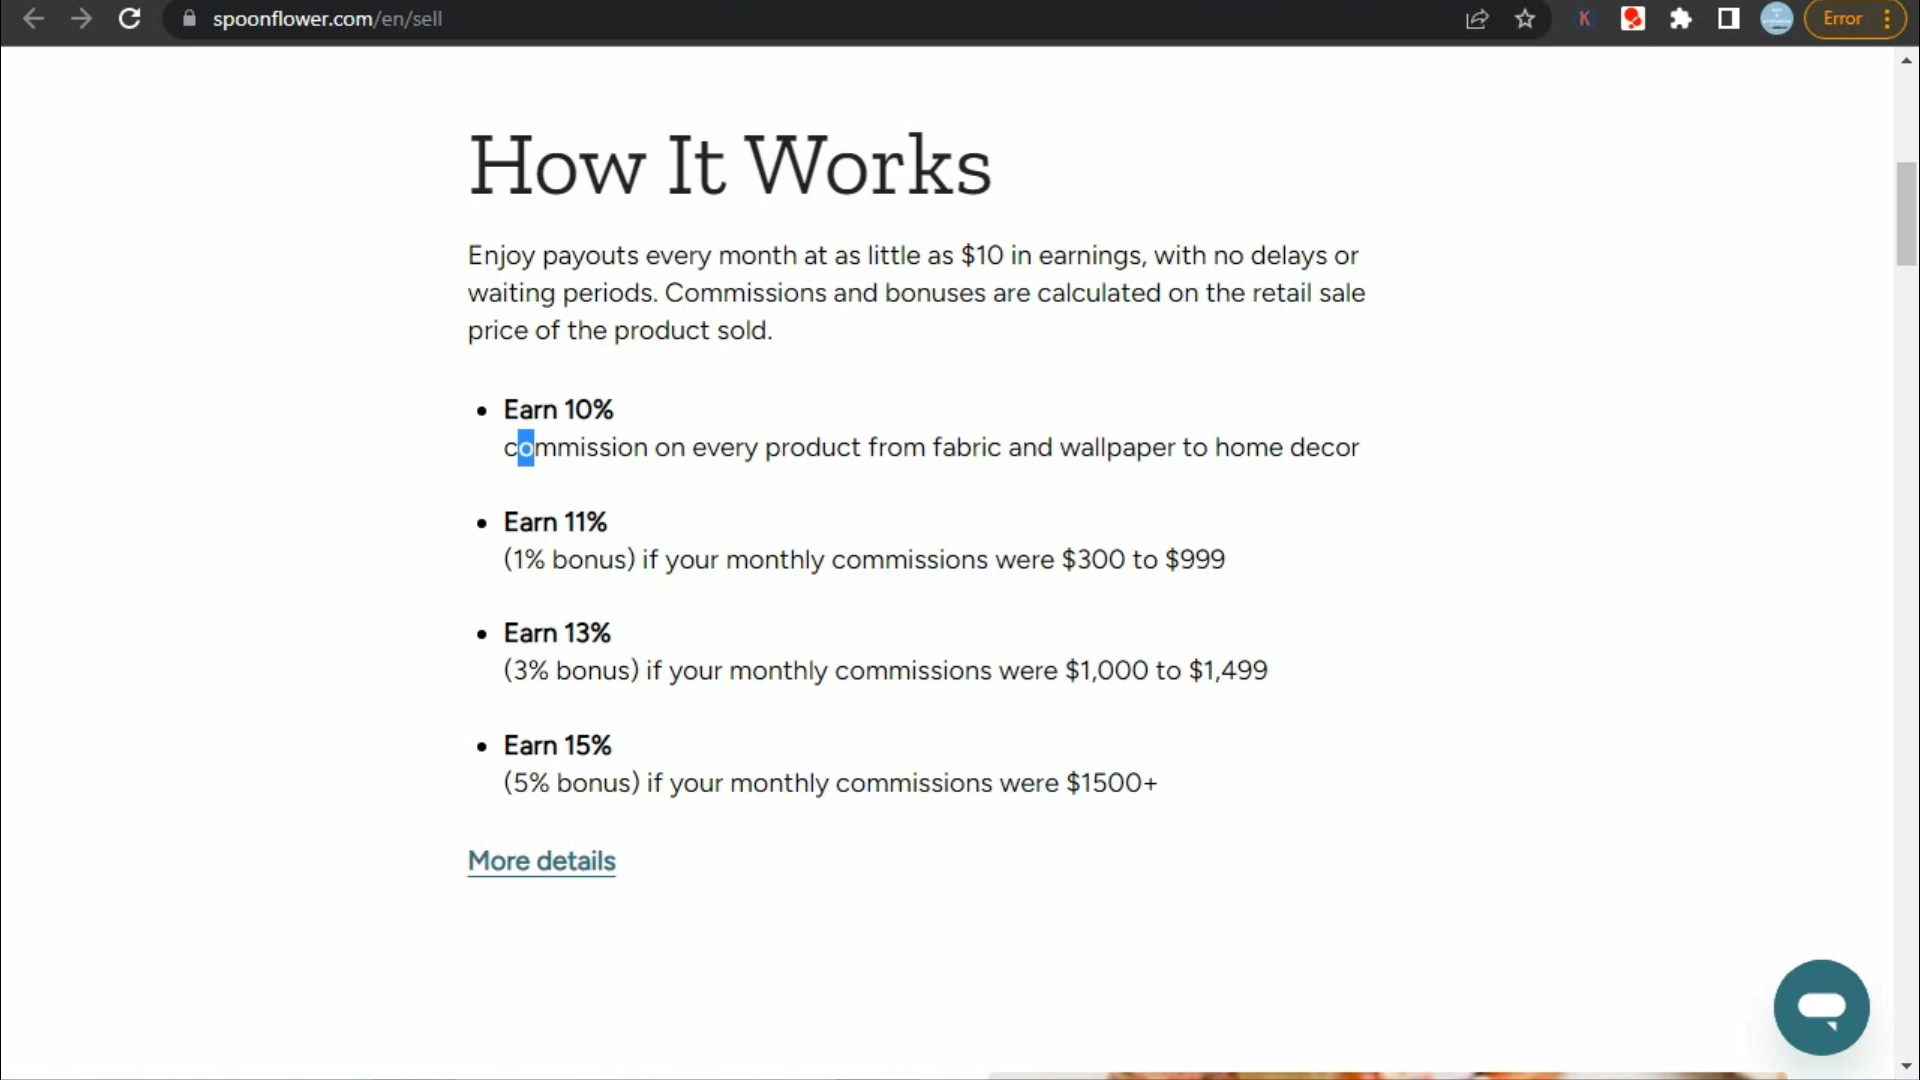 spoonflower.com/en/sell
K
Error
How It Works
Enjoy payouts every month at as little as $10 in earnings, with no delays or
waiting periods. Commissions and bonuses are calculated on the retail sale
price of the product sold.
• Earn 10%
commission on every product from fabric and wallpaper to home decor
• Earn 11%
(1% bonus) if your monthly commissions were $300 to $999
• Earn 13%
(3% bonus) if your monthly commissions were $1,000 to $1,499
• Earn 15%
(5% bonus) if your monthly commissions were $1500+
More details